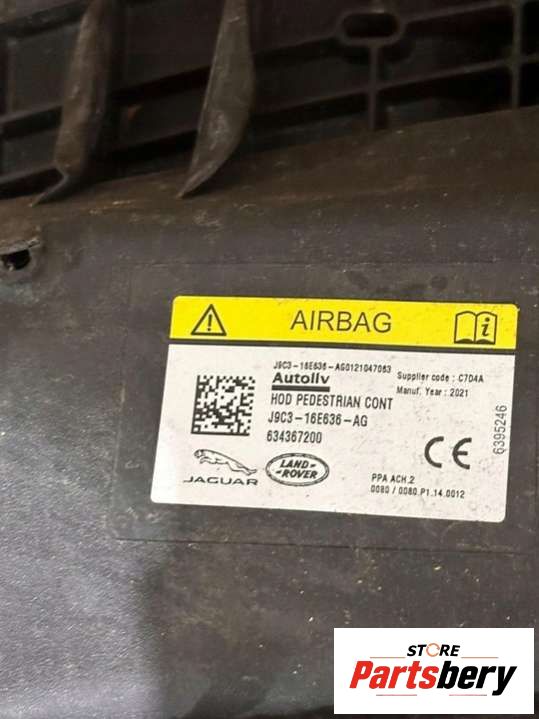 AIRBAG
J9C3-16E636-AG0121047063
Autoliv
Supplier code : C7D4A
Manuf. Year : 2021
HOD PEDESTRIAN CONT
J9C3-16E636-AG
634367200
6395246
JAGUAR
LAND-
ROVER
CE
PPA ACH.2
0080 / 0080.P1.14.0012
STORE
Partsbery